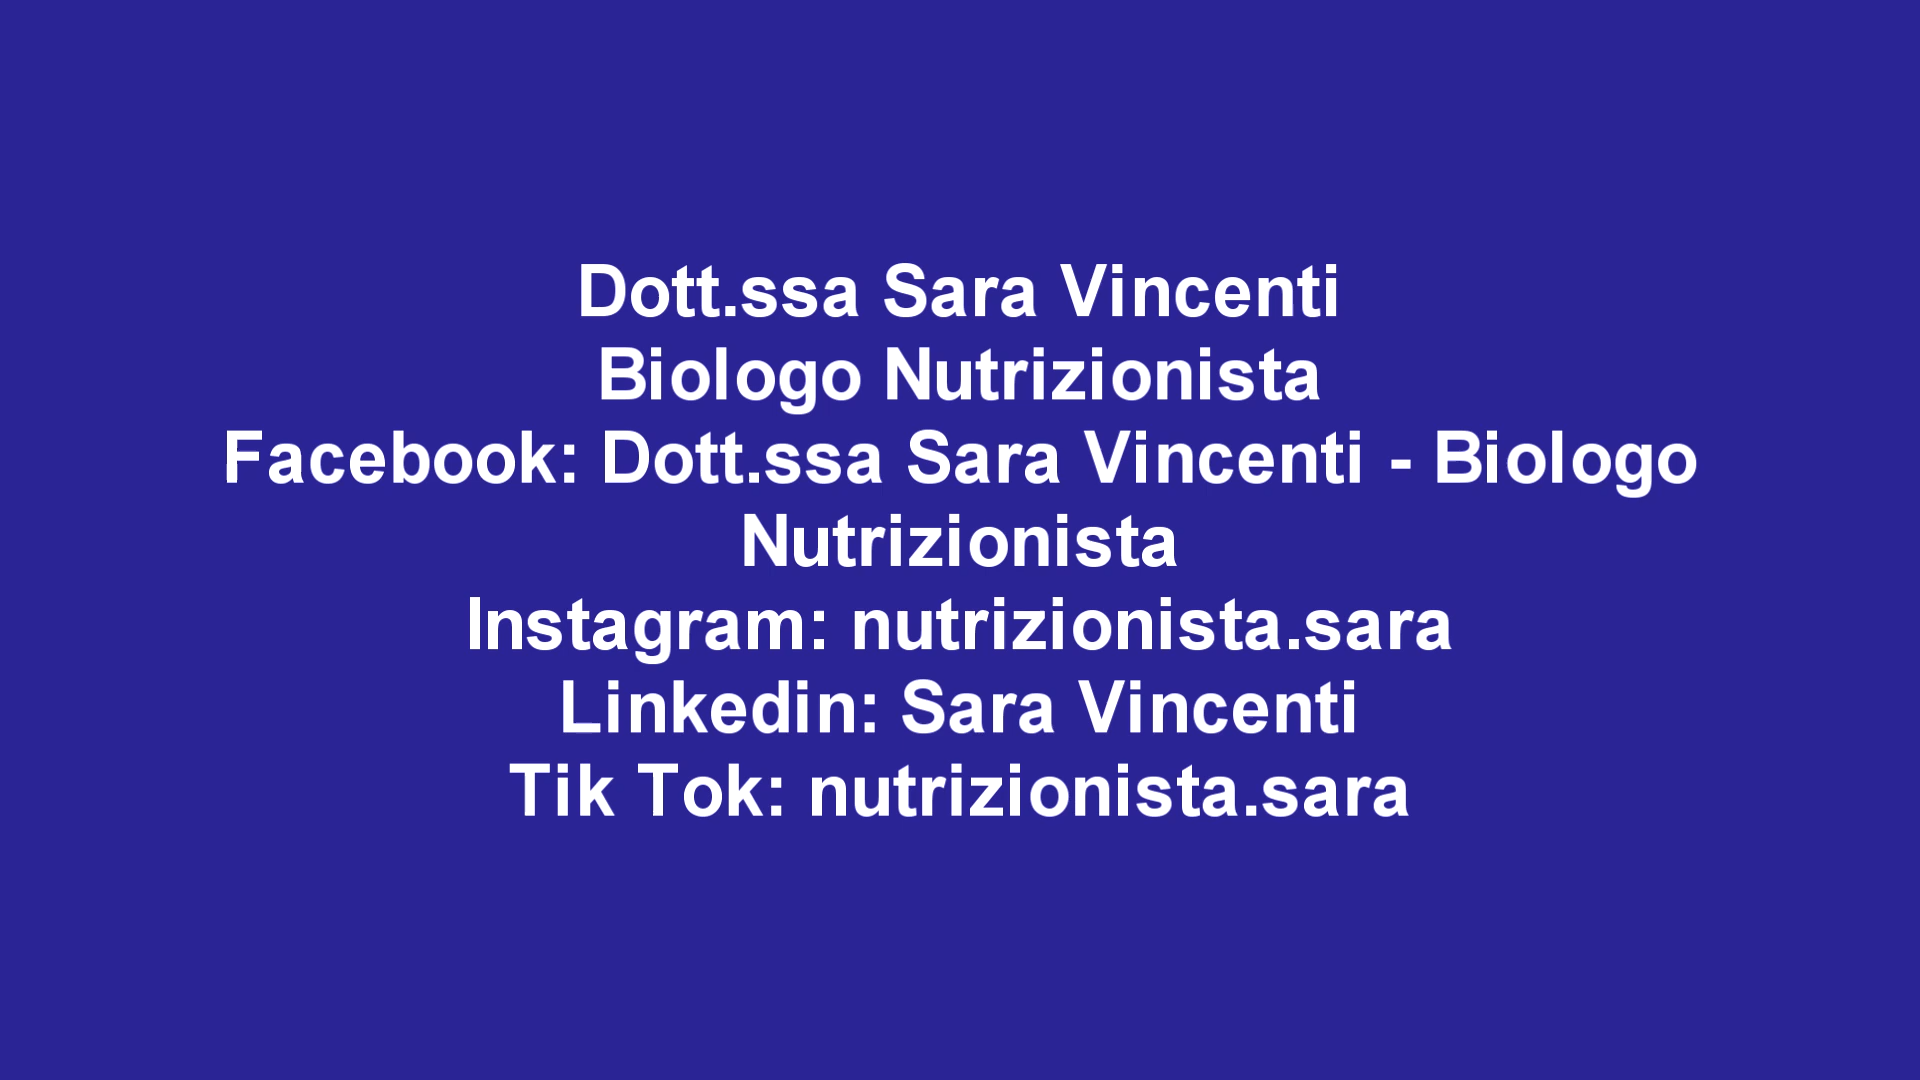 Dott.ssa Sara Vincenti
Biologo Nutrizionista
Facebook: Dott.ssa Sara Vincenti - Biologo
Nutrizionista
Instagram: nutrizionista.sara
Linkedin: Sara Vincenti
Tik Tok: nutrizionista.sara